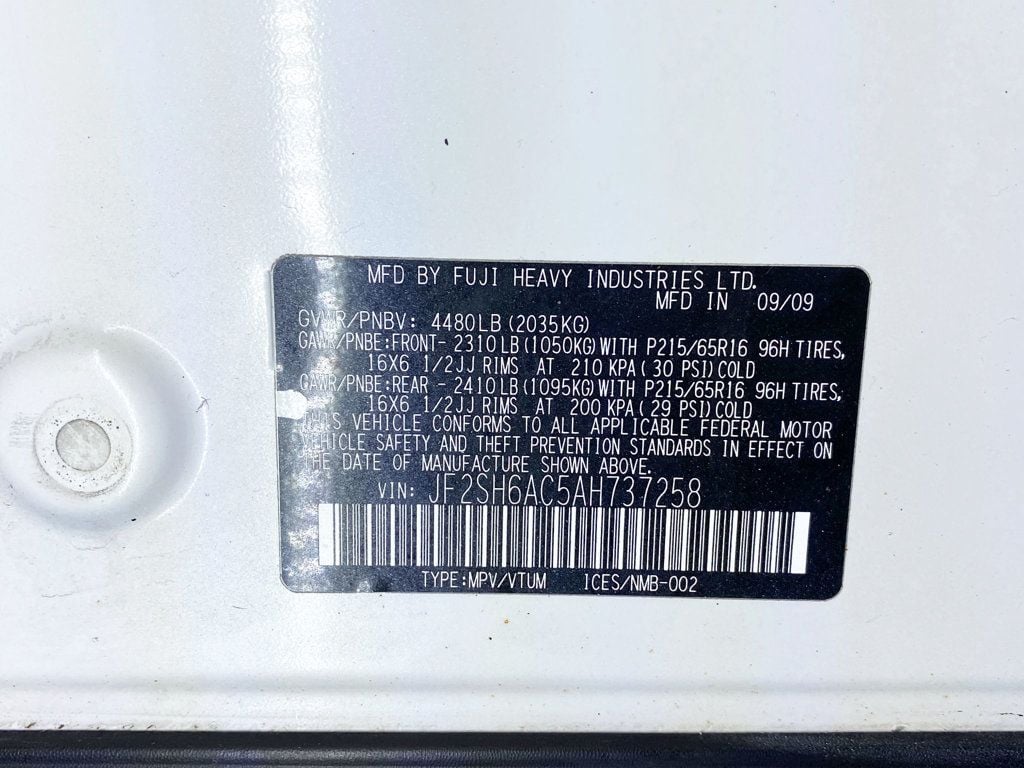 MFD BY FUJI HEAVY INDUSTRIES LTD.
MFD IN 09/09
GVWR/PNBV: 4480LB (2035KG)
GAWR/PNBE:FRONT- 2310LB (1050KG) WITH P215/65R16 96H TIRES,
16X6 1/2JJ RIMS AT 210 KPA ( 30 PSI) COLD
GAWR/PNBE:REAR - 2410LB (1095KG) WITH P215/65R16 96H TIRES,
16X6 1/2JJ RIMS AT 200 KPA ( 29 PSI) COLD
THIS VEHICLE CONFORMS TO ALL APPLICABLE FEDERAL MOTOR
VEHICLE SAFETY AND THEFT PREVENTION STANDARDS IN EFFECT ON
THE DATE OF MANUFACTURE SHOWN ABOVE.
VIN: JF2SH6AC5AH737258
TYPE:MPV/VTUM ICES/NMB-002